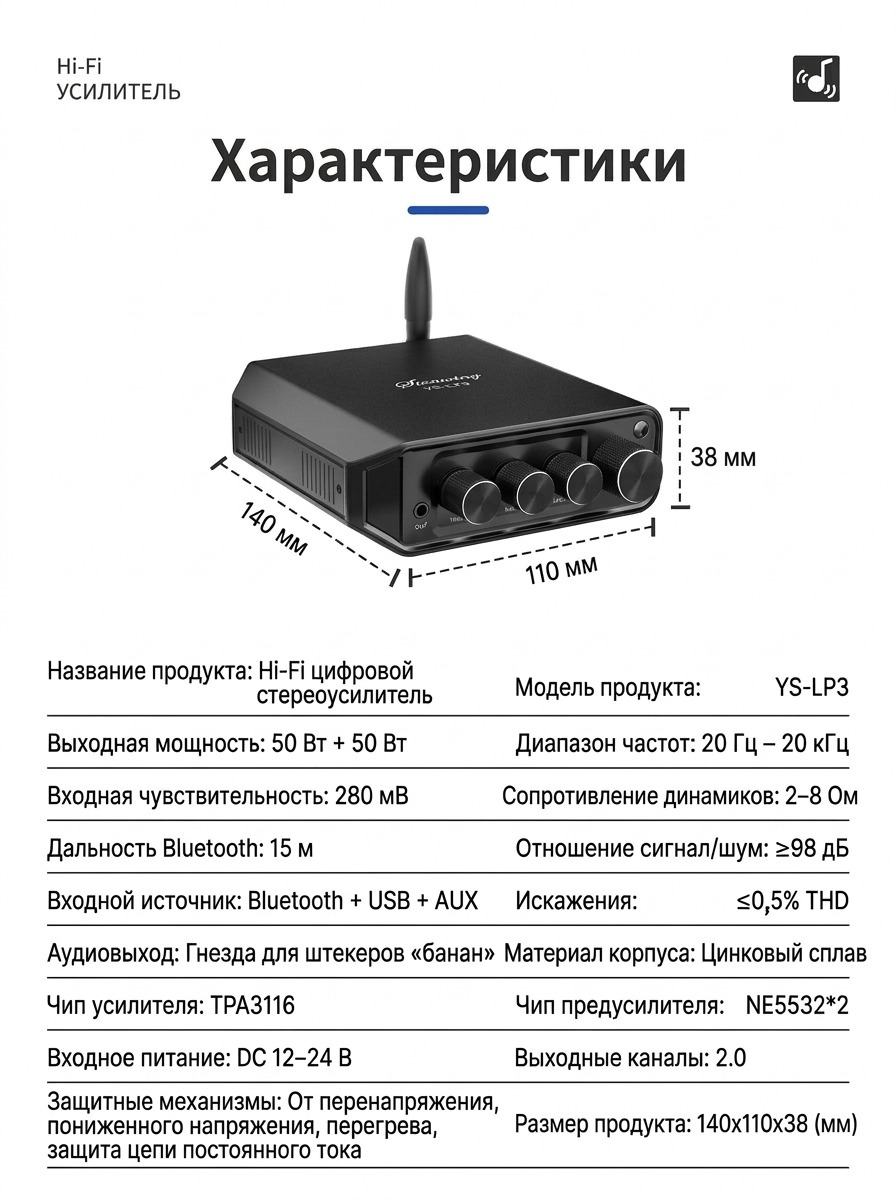 Hi-Fi
УСИЛИТЕЛЬ
Характеристики
YS-LP3
38 мм
140 мм
110 мм
Out
Название продукта: Hi-Fi цифровой
стереоусилитель
Модель продукта: YS-LP3
Выходная мощность: 50 Вт + 50 Вт
Диапазон частот: 20 Гц – 20 кГц
Входная чувствительность: 280 мВ
Сопротивление динамиков: 2–8 Ом
Дальность Bluetooth: 15 м
Отношение сигнал/шум: ≥98 дБ
Входной источник: Bluetooth + USB + AUX
Искажения: ≤0,5% THD
Аудиовыход: Гнезда для штекеров «банан»
Материал корпуса: Цинковый сплав
Чип усилителя: TPA3116
Чип предусилителя: NE5532*2
Входное питание: DC 12–24 В
Выходные каналы: 2.0
Защитные механизмы: От перенапряжения,
пониженного напряжения, перегрева,
защита цепи постоянного тока
Размер продукта: 140x110x38 (мм)